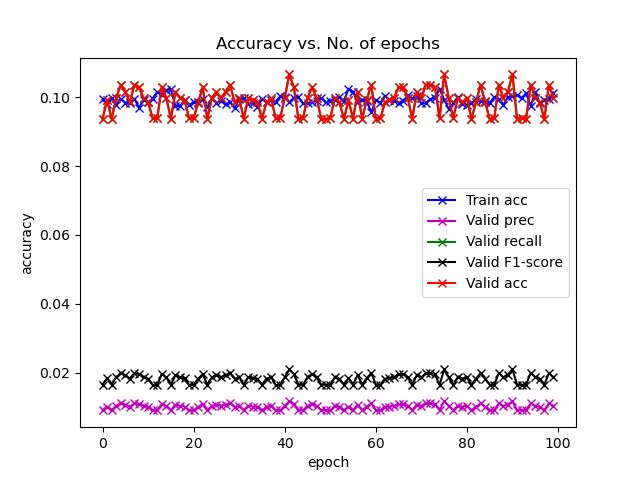 Accuracy vs. No. of epochs
accuracy
0.10
0.08
0.06
0.04
0.02
Train acc
Valid prec
Valid recall
Valid F1-score
Valid acc
0 20 40 60 80 100
epoch